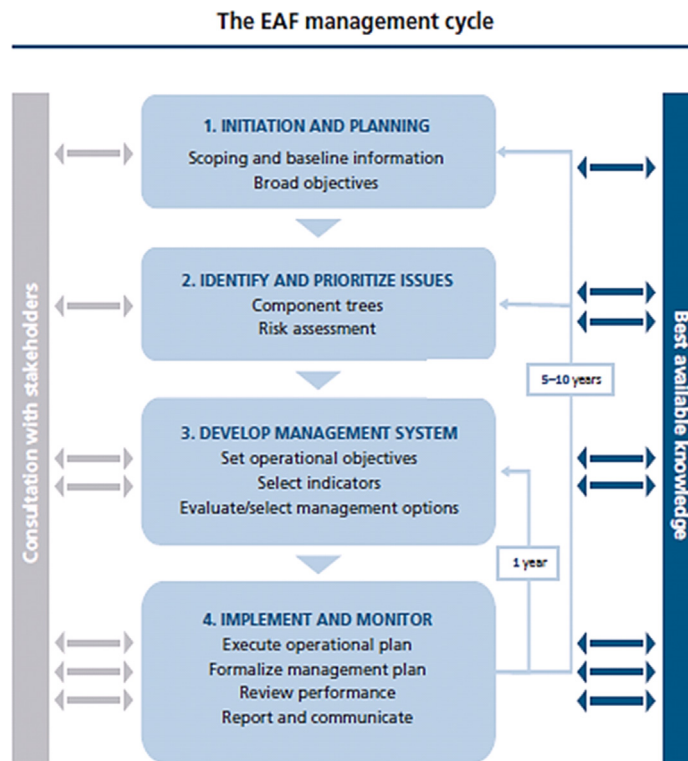 The EAF management cycle
Consultation with stakeholders
1. INITIATION AND PLANNING
Scoping and baseline information
Broad objectives
2. IDENTIFY AND PRIORITIZE ISSUES
Component trees
Risk assessment
5–10 years
3. DEVELOP MANAGEMENT SYSTEM
Set operational objectives
Select indicators
Evaluate/select management options
1 year
4. IMPLEMENT AND MONITOR
Execute operational plan
Formalize management plan
Review performance
Report and communicate
Best available knowledge